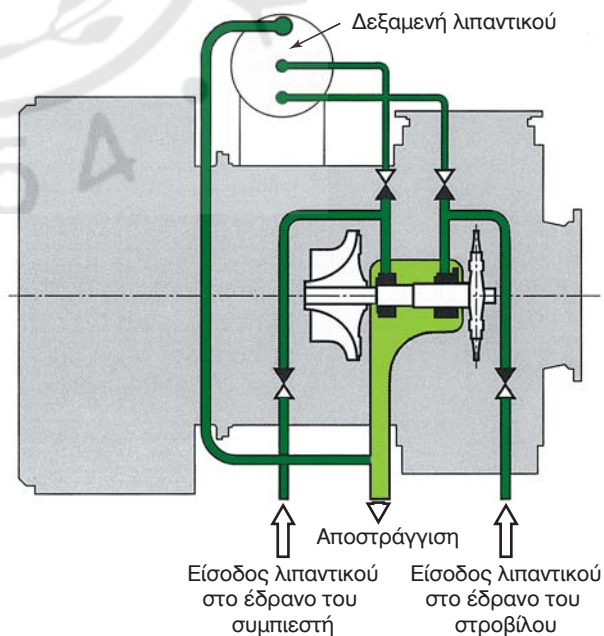 Δεξαμενή λιπαντικού
Αποστράγγιση
Είσοδος λιπαντικού
στο έδρανο του
συμπιεστή
Είσοδος λιπαντικού
στο έδρανο του
στροβίλου